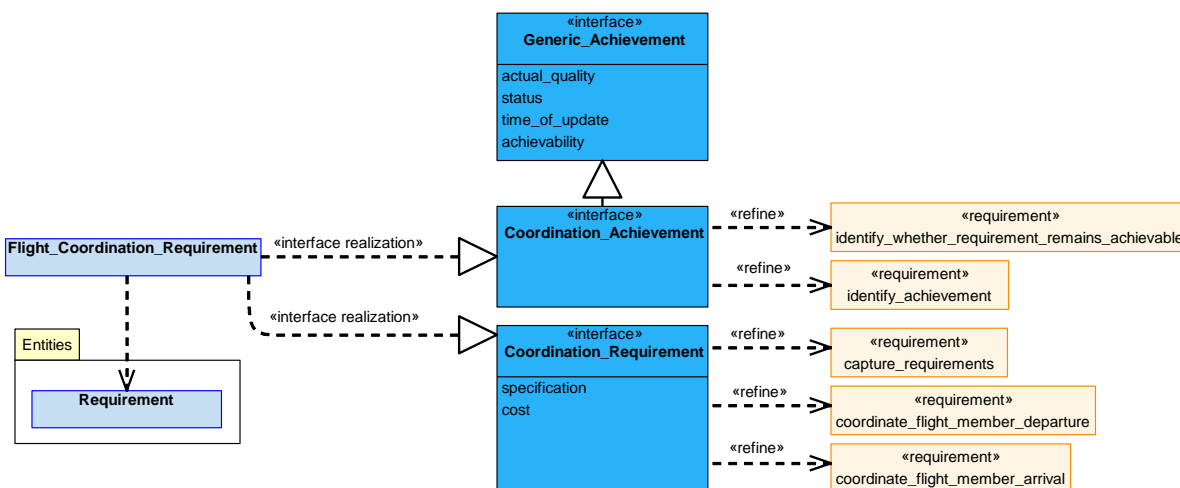 «interface»
Generic_Achievement
actual_quality
status
time_of_update
achievability
«interface»
Coordination_Achievement
«refine»
«requirement»
identify_whether_requirement_remains_achievable
Flight_Coordination_Requirement
«interface realization»
«refine»
«requirement»
identify_achievement
«interface realization»
«interface»
Coordination_Requirement
specification
cost
«refine»
«requirement»
capture_requirements
Entities
Requirement
«refine»
«requirement»
coordinate_flight_member_departure
«refine»
«requirement»
coordinate_flight_member_arrival